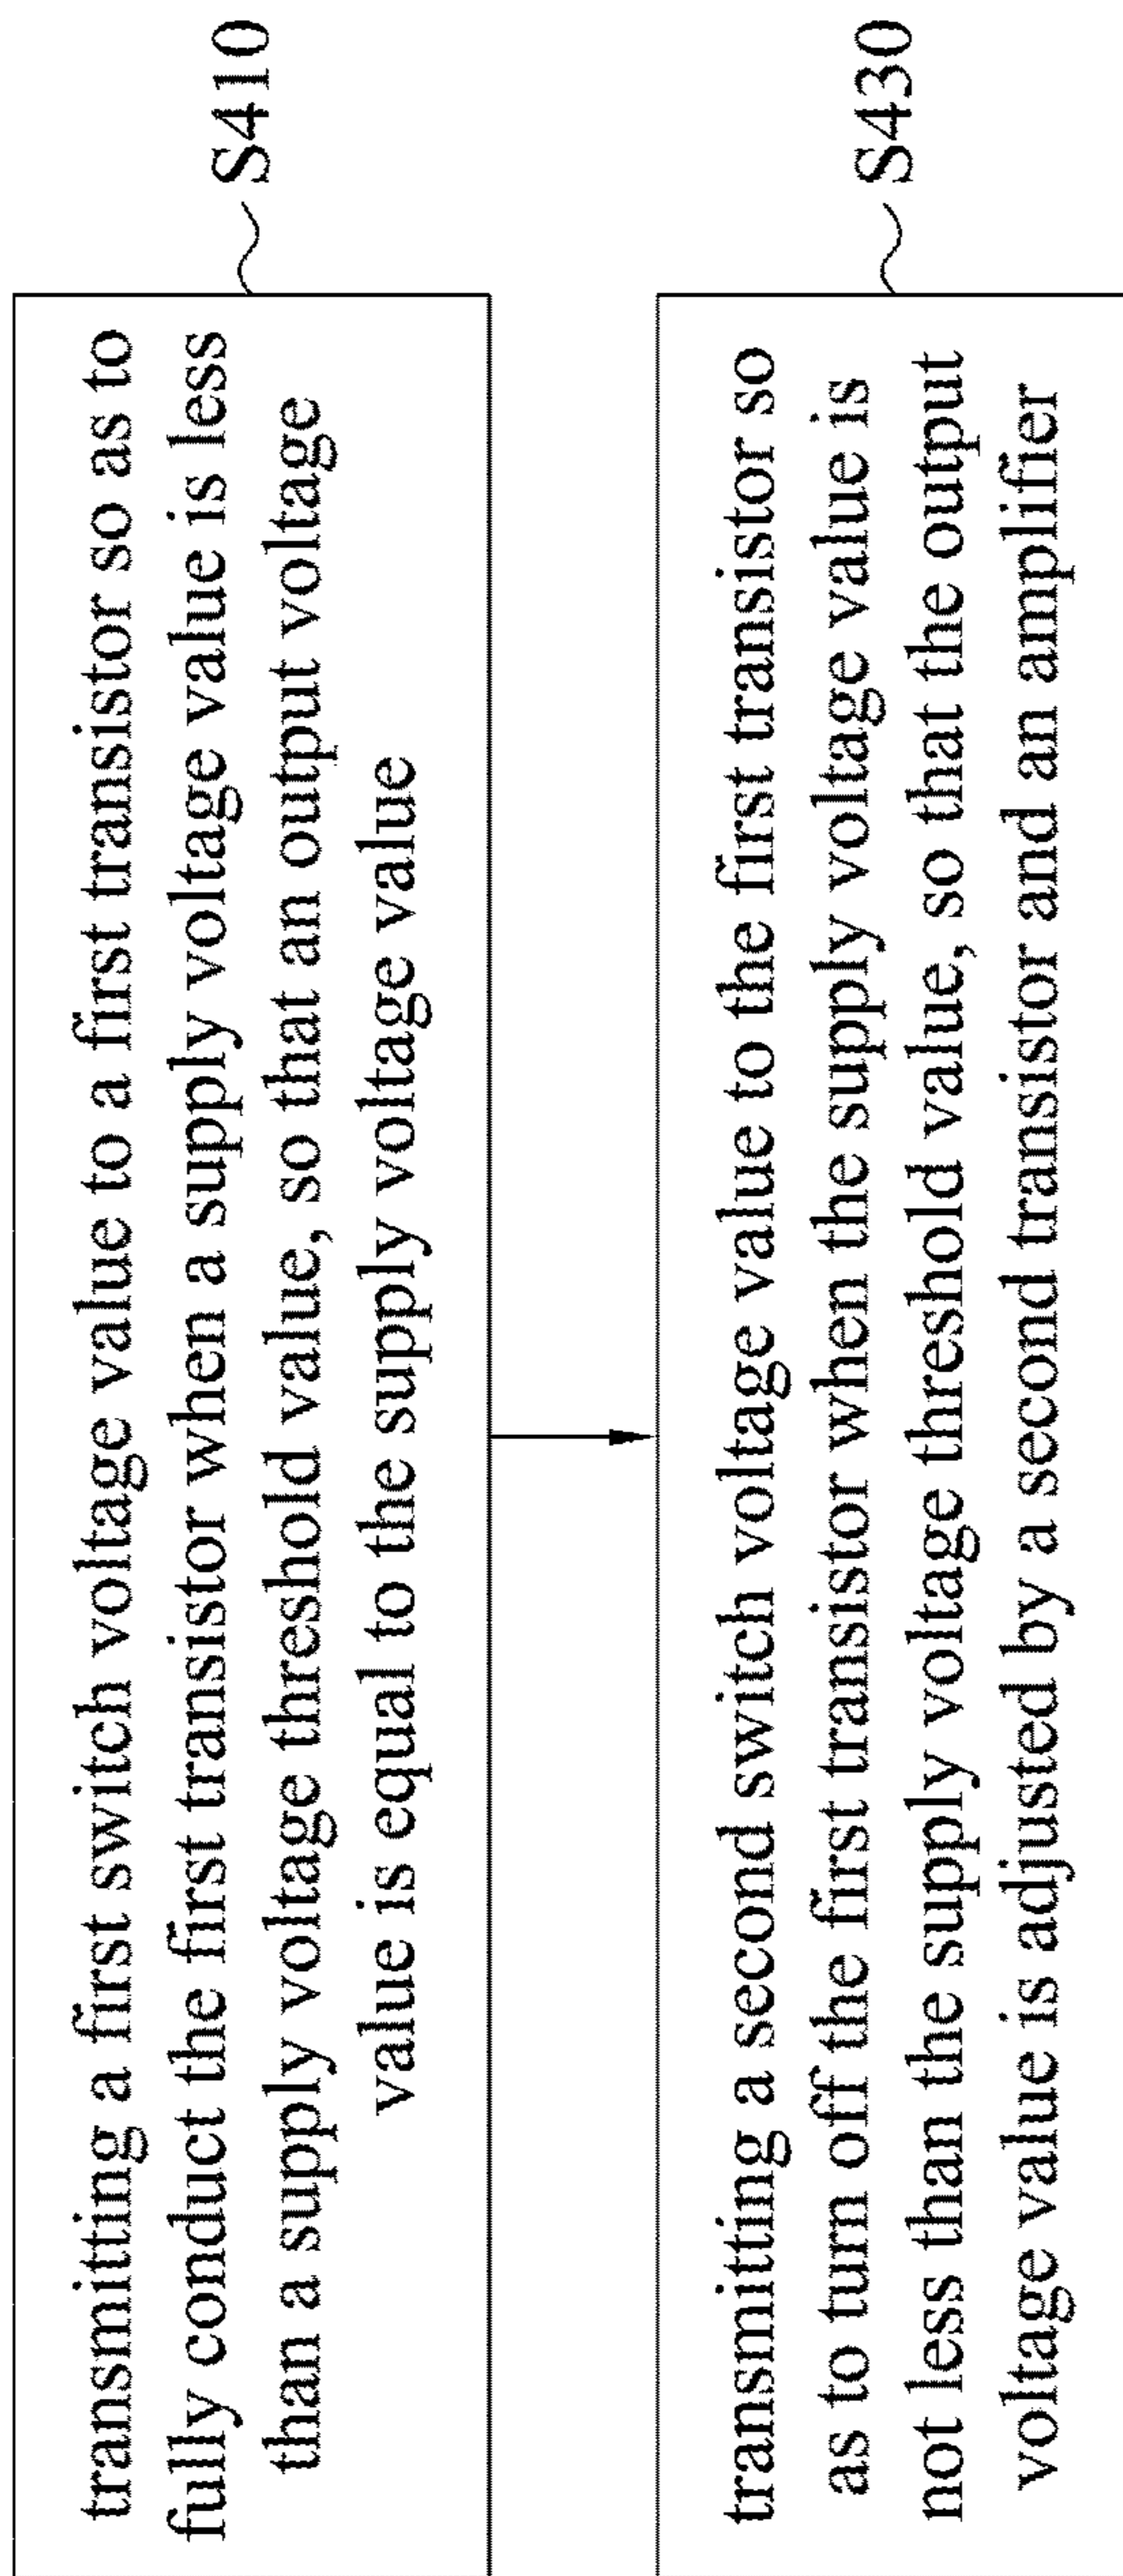 transmitting a first switch voltage value to a first transistor so as to
fully conduct the first transistor when a supply voltage value is less
than a supply voltage threshold value, so that an output voltage
value is equal to the supply voltage value
S410
transmitting a second switch voltage value to the first transistor so
as to turn off the first transistor when the supply voltage value is
not less than the supply voltage threshold value, so that the output
voltage value is adjusted by a second transistor and an amplifier
S430